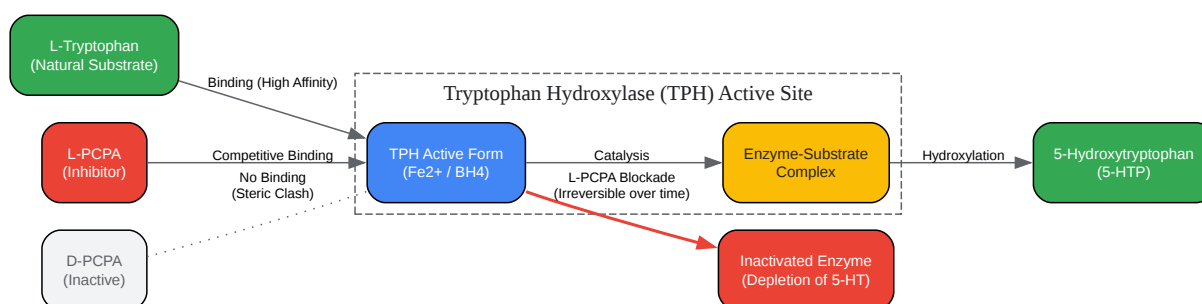 L-Tryptophan
(Natural Substrate)
Binding (High Affinity)
Tryptophan Hydroxylase (TPH) Active Site
L-PCPA
(Inhibitor)
Competitive Binding
No Binding
(Steric Clash)
TPH Active Form
(Fe2+ / BH4)
Catalysis
L-PCPA Blockade
(Irreversible over time)
Enzyme-Substrate
Complex
Hydroxylation
5-Hydroxytryptophan
(5-HTP)
D-PCPA
(Inactive)
Inactivated Enzyme
(Depletion of 5-HT)